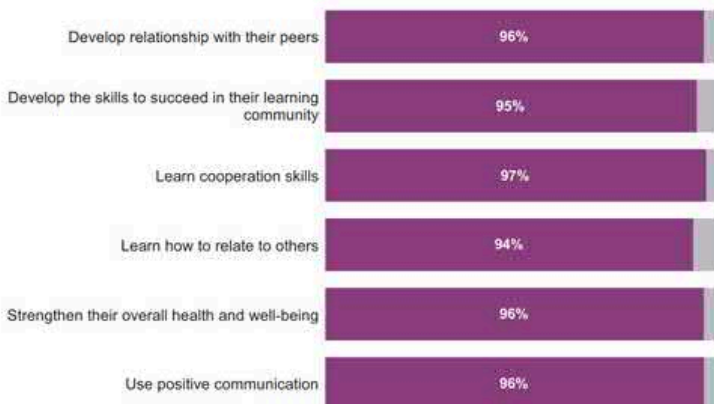 Develop relationship with their peers
96%
Develop the skills to succeed in their learning
community
95%
Learn cooperation skills
97%
Learn how to relate to others
94%
Strengthen their overall health and well-being
96%
Use positive communication
96%